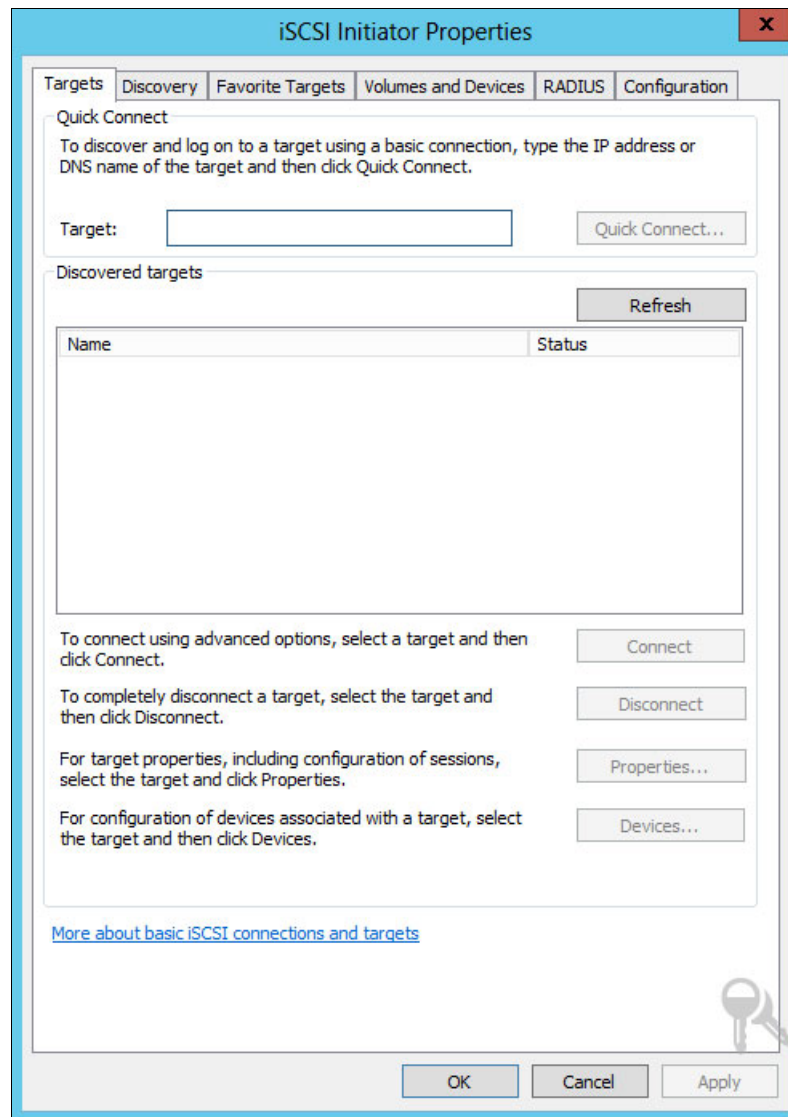 iSCSI Initiator Properties
x
Targets Discovery Favorite Targets Volumes and Devices RADIUS Configuration
Quick Connect
To discover and log on to a target using a basic connection, type the IP address or
DNS name of the target and then click Quick Connect.
Target: Quick Connect...
Discovered targets
Refresh
Name Status
To connect using advanced options, select a target and then
click Connect.
Connect
To completely disconnect a target, select the target and
then click Disconnect.
Disconnect
For target properties, including configuration of sessions,
select the target and click Properties.
Properties...
For configuration of devices associated with a target, select
the target and then click Devices.
Devices...
More about basic iSCSI connections and targets
OK Cancel Apply